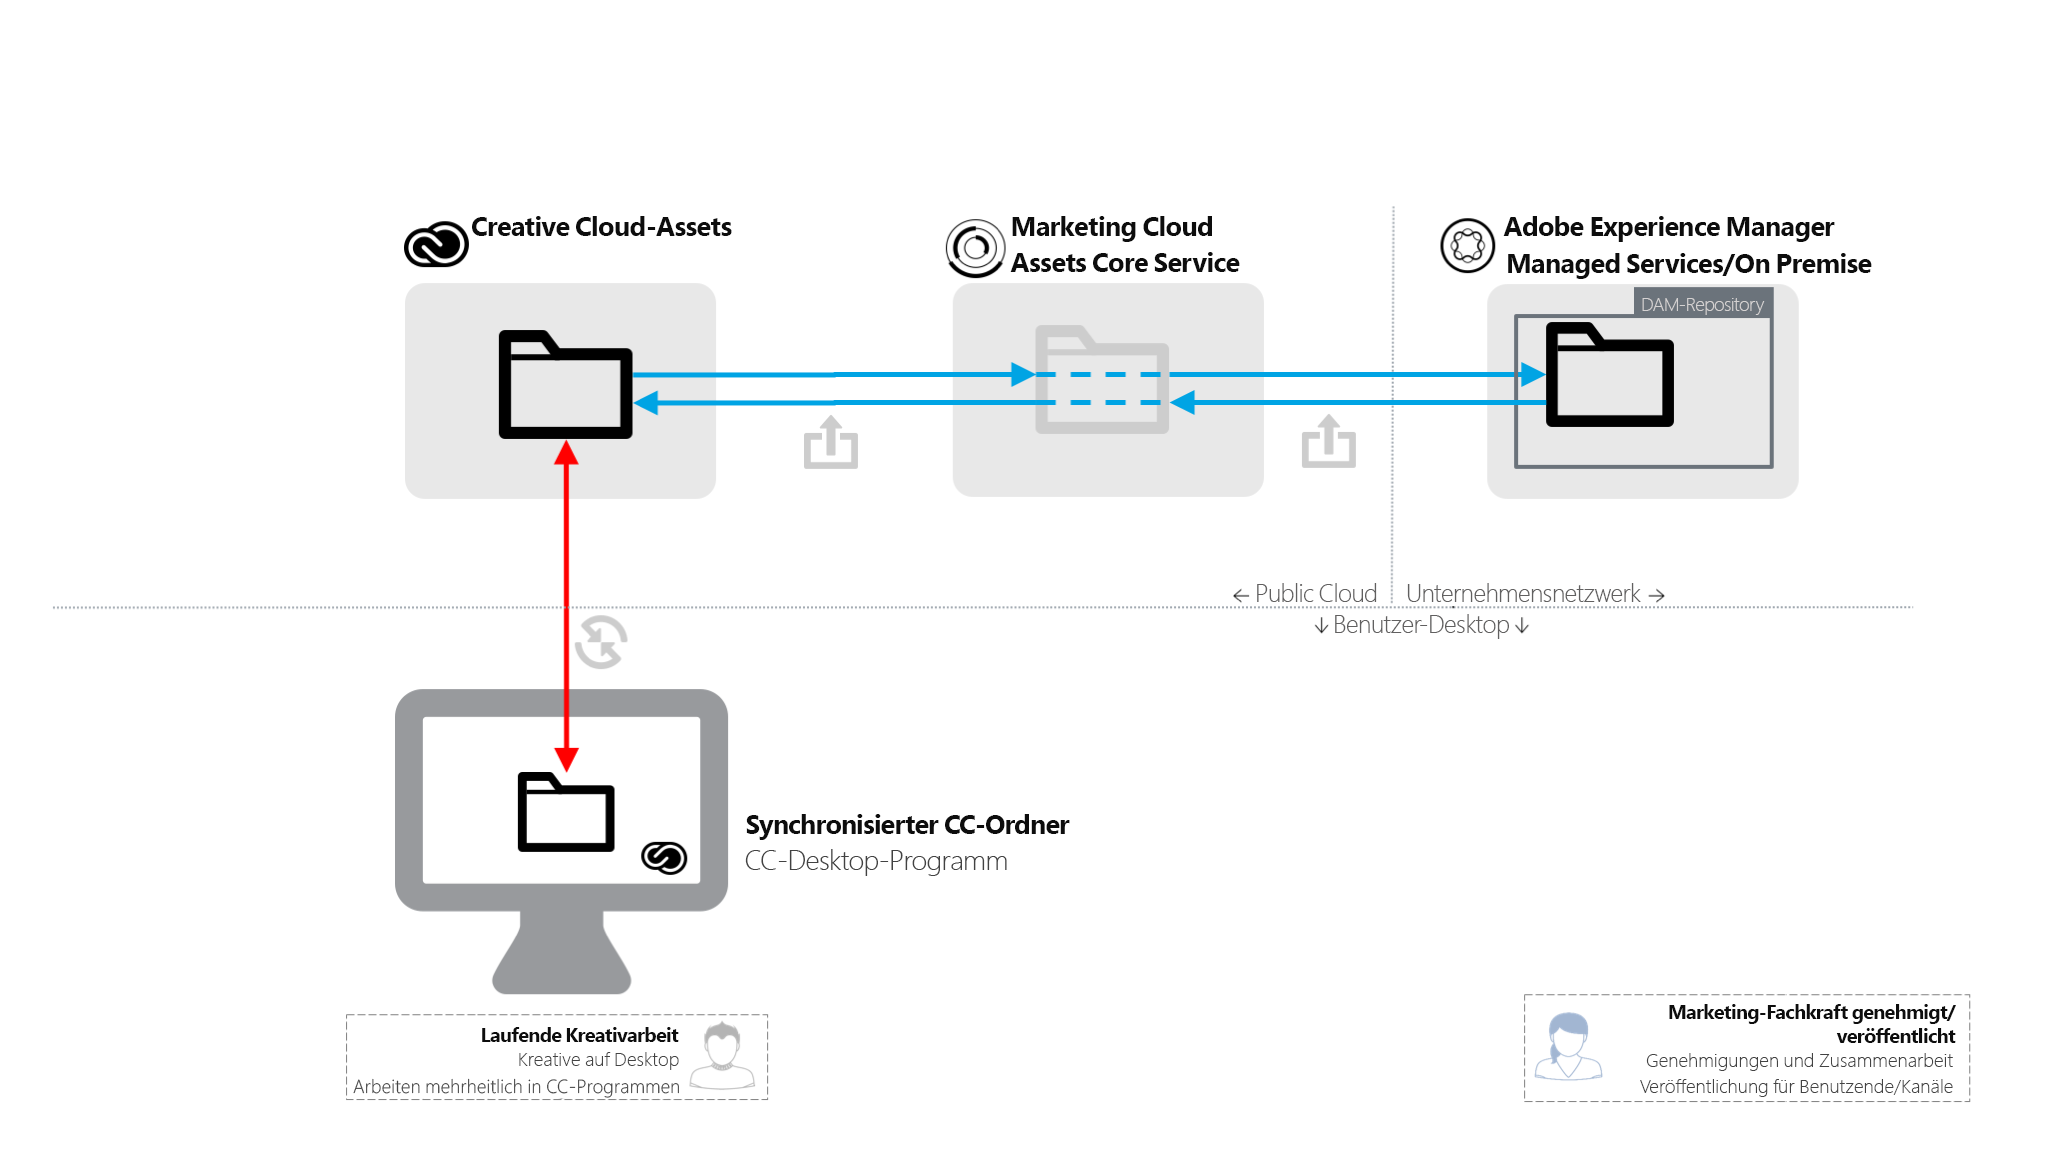 Creative Cloud-Assets
Marketing Cloud
Assets Core Service
Adobe Experience Manager
Managed Services/On Premise
DAM-Repository
← Public Cloud
Unternehmensnetzwerk →
↓ Benutzer-Desktop ↓
Synchronisierter CC-Ordner
CC-Desktop-Programm
Laufende Kreativarbeit
Kreative auf Desktop
Arbeiten mehrheitlich in CC-Programmen
Marketing-Fachkraft genehmigt/
veröffentlicht
Genehmigungen und Zusammenarbeit
Veröffentlichung für Benutzende/Kanäle